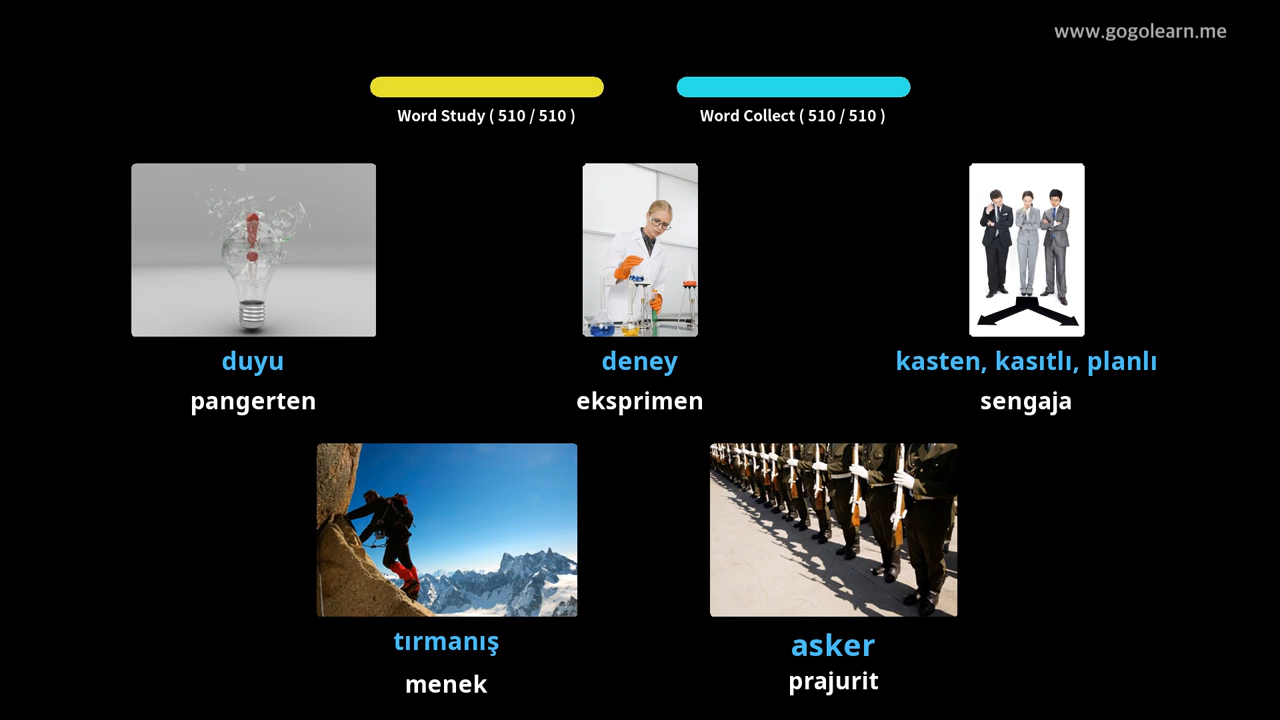 www.gogolearn.me
Word Study ( 510 / 510 )
Word Collect ( 510 / 510 )
duyu
deney
kasten, kasıtlı, planlı
pangerten
eksprimen
sengaja
tırmanış
asker
menek
prajurit